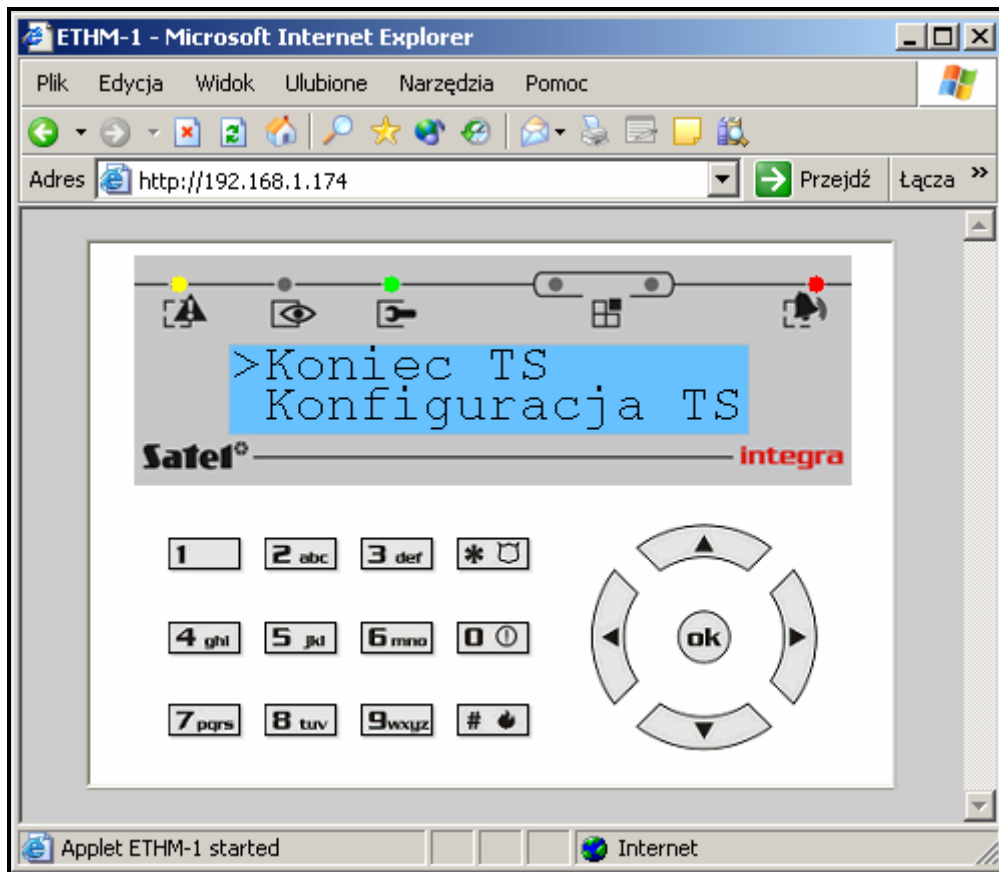 ETHM-1 - Microsoft Internet Explorer
Plik Edycja Widok Ulubione Narzędzia Pomoc
Adres http://192.168.1.174 Przejdź Łącza »
>Koniec TS
Konfiguracja TS
Satel integra
1 2 abc 3 def *
4 ghi 5 jkl 6 mno 0 ok
7 pqrs 8 tuv 9 wxyz #
Applet ETHM-1 started Internet